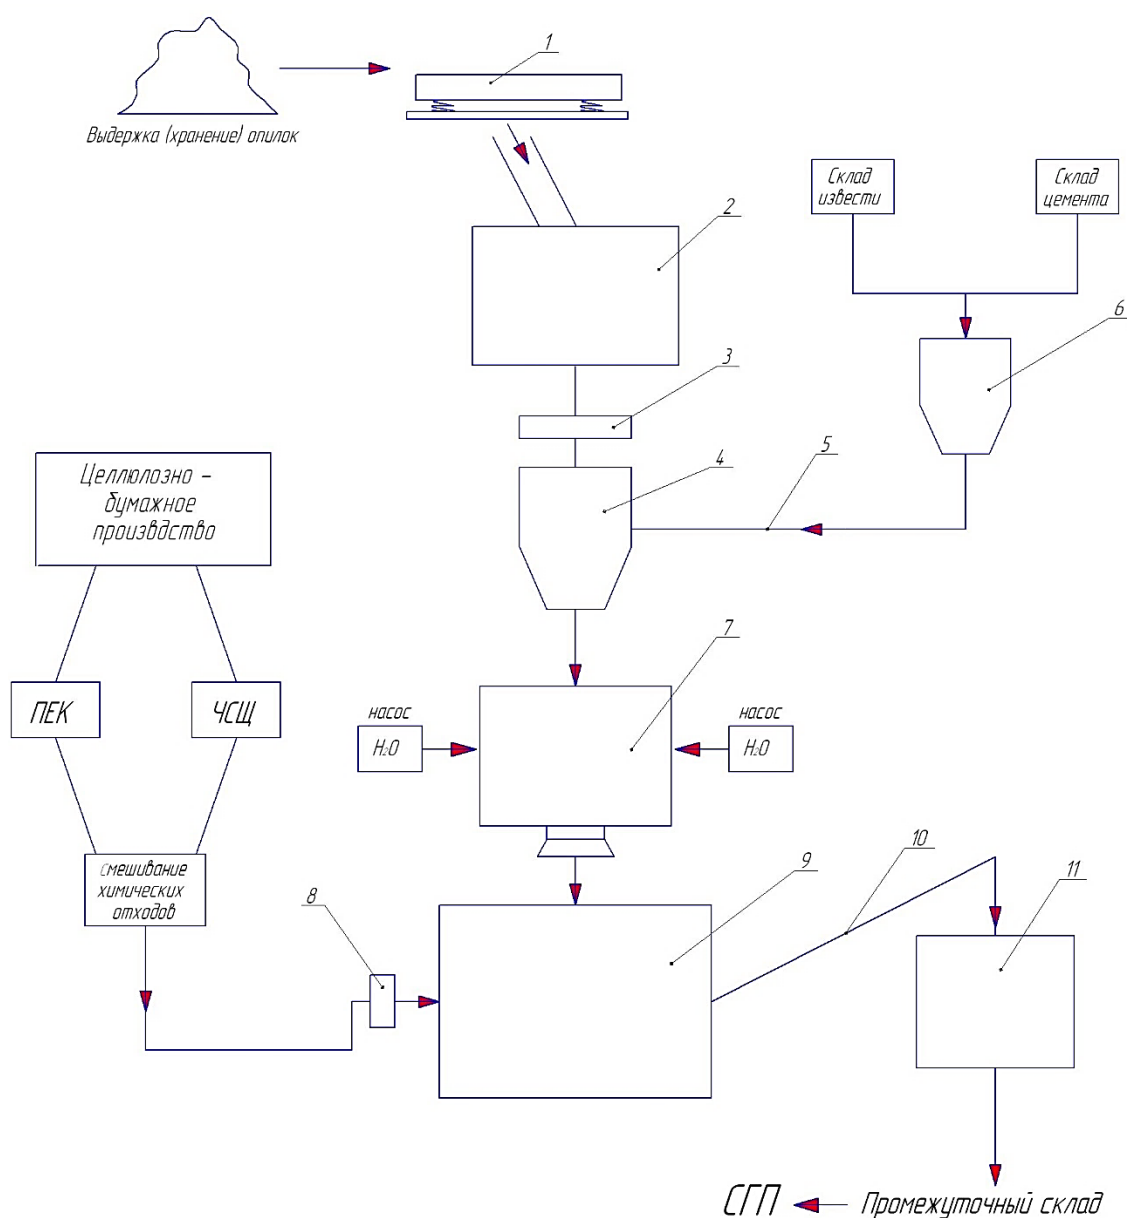 1
Выдержка (хранение) опилок
2
Склад
извести
Склад
цемента
6
3
4
5
Целлюлозно -
бумажное
произвдство
7
ПЕК
ЧСЩ
насос
H₂O
насос
H₂O
Смешивание
химических
отходов
8
9
10
11
СГП
Промежуточный склад